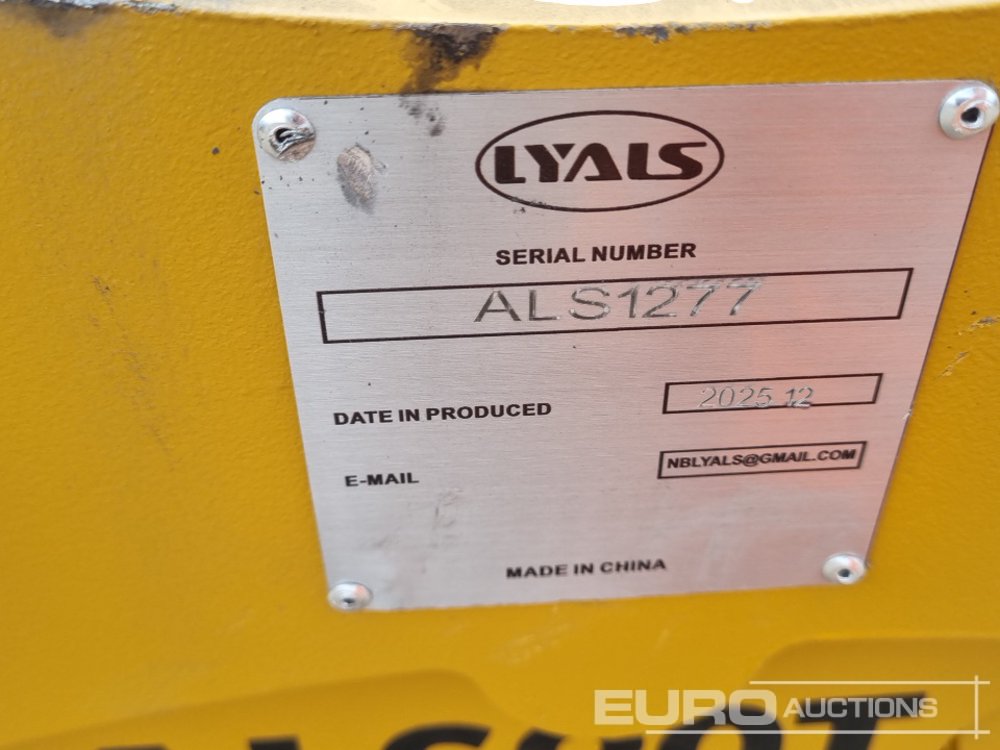 LYALS
SERIAL NUMBER
ALS1277
DATE IN PRODUCED
2025.12
E-MAIL
NBLYALS@GMAIL.COM
MADE IN CHINA
EURO AUCTIONS